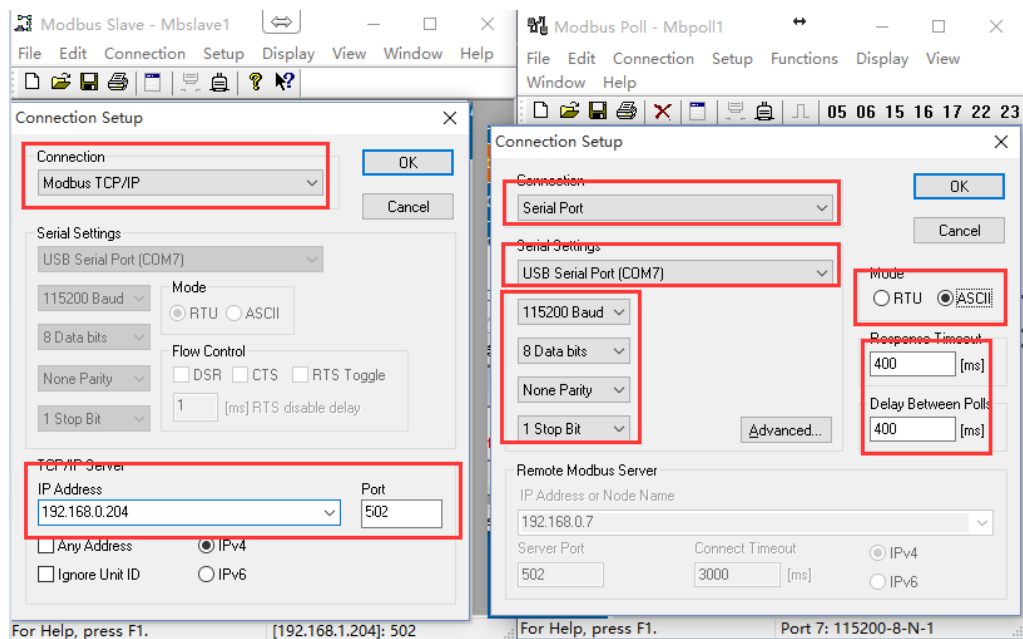 Modbus Slave - Mbslave1
File Edit Connection Setup Display View Window Help
Connection Setup
Connection
OK
Modbus TCP/IP
Cancel
Serial Settings
USB Serial Port (COM7)
115200 Baud
Mode
RTU ASCII
8 Data bits
Flow Control
None Parity
DSR CTS RTS Toggle
1 [ms] RTS disable delay
1 Stop Bit
TCP/IP Server
IP Address Port
192.168.0.204 502
Any Address IPv4
Ignore Unit ID IPv6
For Help, press F1. [192.168.1.204]: 502
Modbus Poll - Mbpoll1
File Edit Connection Setup Functions Display View
Window Help
05 06 15 16 17 22 23
Connection Setup
Connection
OK
Serial Port
Cancel
Serial Settings
USB Serial Port (COM7)
Mode
RTU ASCII
115200 Baud
8 Data bits
Response Timeout
400 [ms]
None Parity
Delay Between Polls
1 Stop Bit
Advanced...
400 [ms]
Remote Modbus Server
IP Address or Node Name
192.168.0.7
Server Port Connect Timeout
IPv4
502 3000 [ms]
IPv6
For Help, press F1. Port 7: 115200-8-N-1